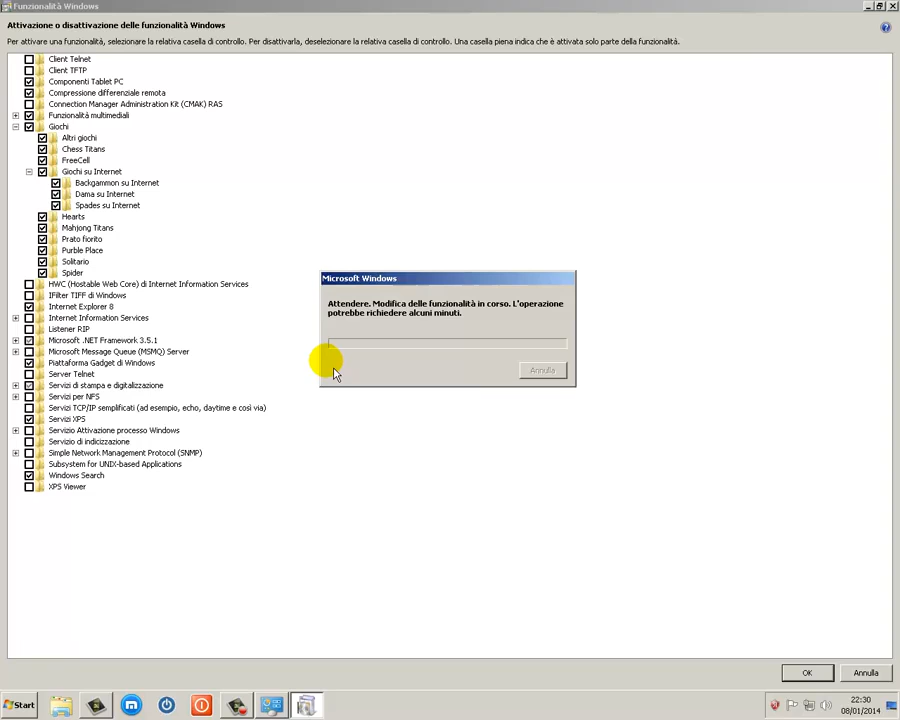 Funzionalità Windows
Attivazione o disattivazione delle funzionalità Windows
Per attivare una funzionalità, selezionare la relativa casella di controllo. Per disattivarla, deselezionare la relativa casella di controllo. Una casella piena indica che è attivata solo parte della funzionalità.
Client Telnet
Client TFTP
Componenti Tablet PC
Compressione differenziale remota
Connection Manager Administration Kit (CMAK) RAS
Funzionalità multimediali
Giochi
Altri giochi
Chess Titans
FreeCell
Giochi su Internet
Backgammon su Internet
Dama su Internet
Spades su Internet
Hearts
Mahjong Titans
Prato fiorito
Purble Place
Solitario
Spider
HWC (Hostable Web Core) di Internet Information Services
IFilter TIFF di Windows
Internet Explorer 8
Internet Information Services
Listener RIP
Microsoft .NET Framework 3.5.1
Microsoft Message Queue (MSMQ) Server
Piattaforma Gadget di Windows
Server Telnet
Servizi di stampa e digitalizzazione
Servizi per NFS
Servizi TCP/IP semplificati (ad esempio, echo, daytime e così via)
Servizi XPS
Servizio Attivazione processo Windows
Servizio di indicizzazione
Simple Network Management Protocol (SNMP)
Subsystem for UNIX-based Applications
Windows Search
XPS Viewer
Microsoft Windows
Attendere. Modifica delle funzionalità in corso. L'operazione
potrebbe richiedere alcuni minuti.
Annulla
OK
Annulla
Start
22:30
08/01/2014